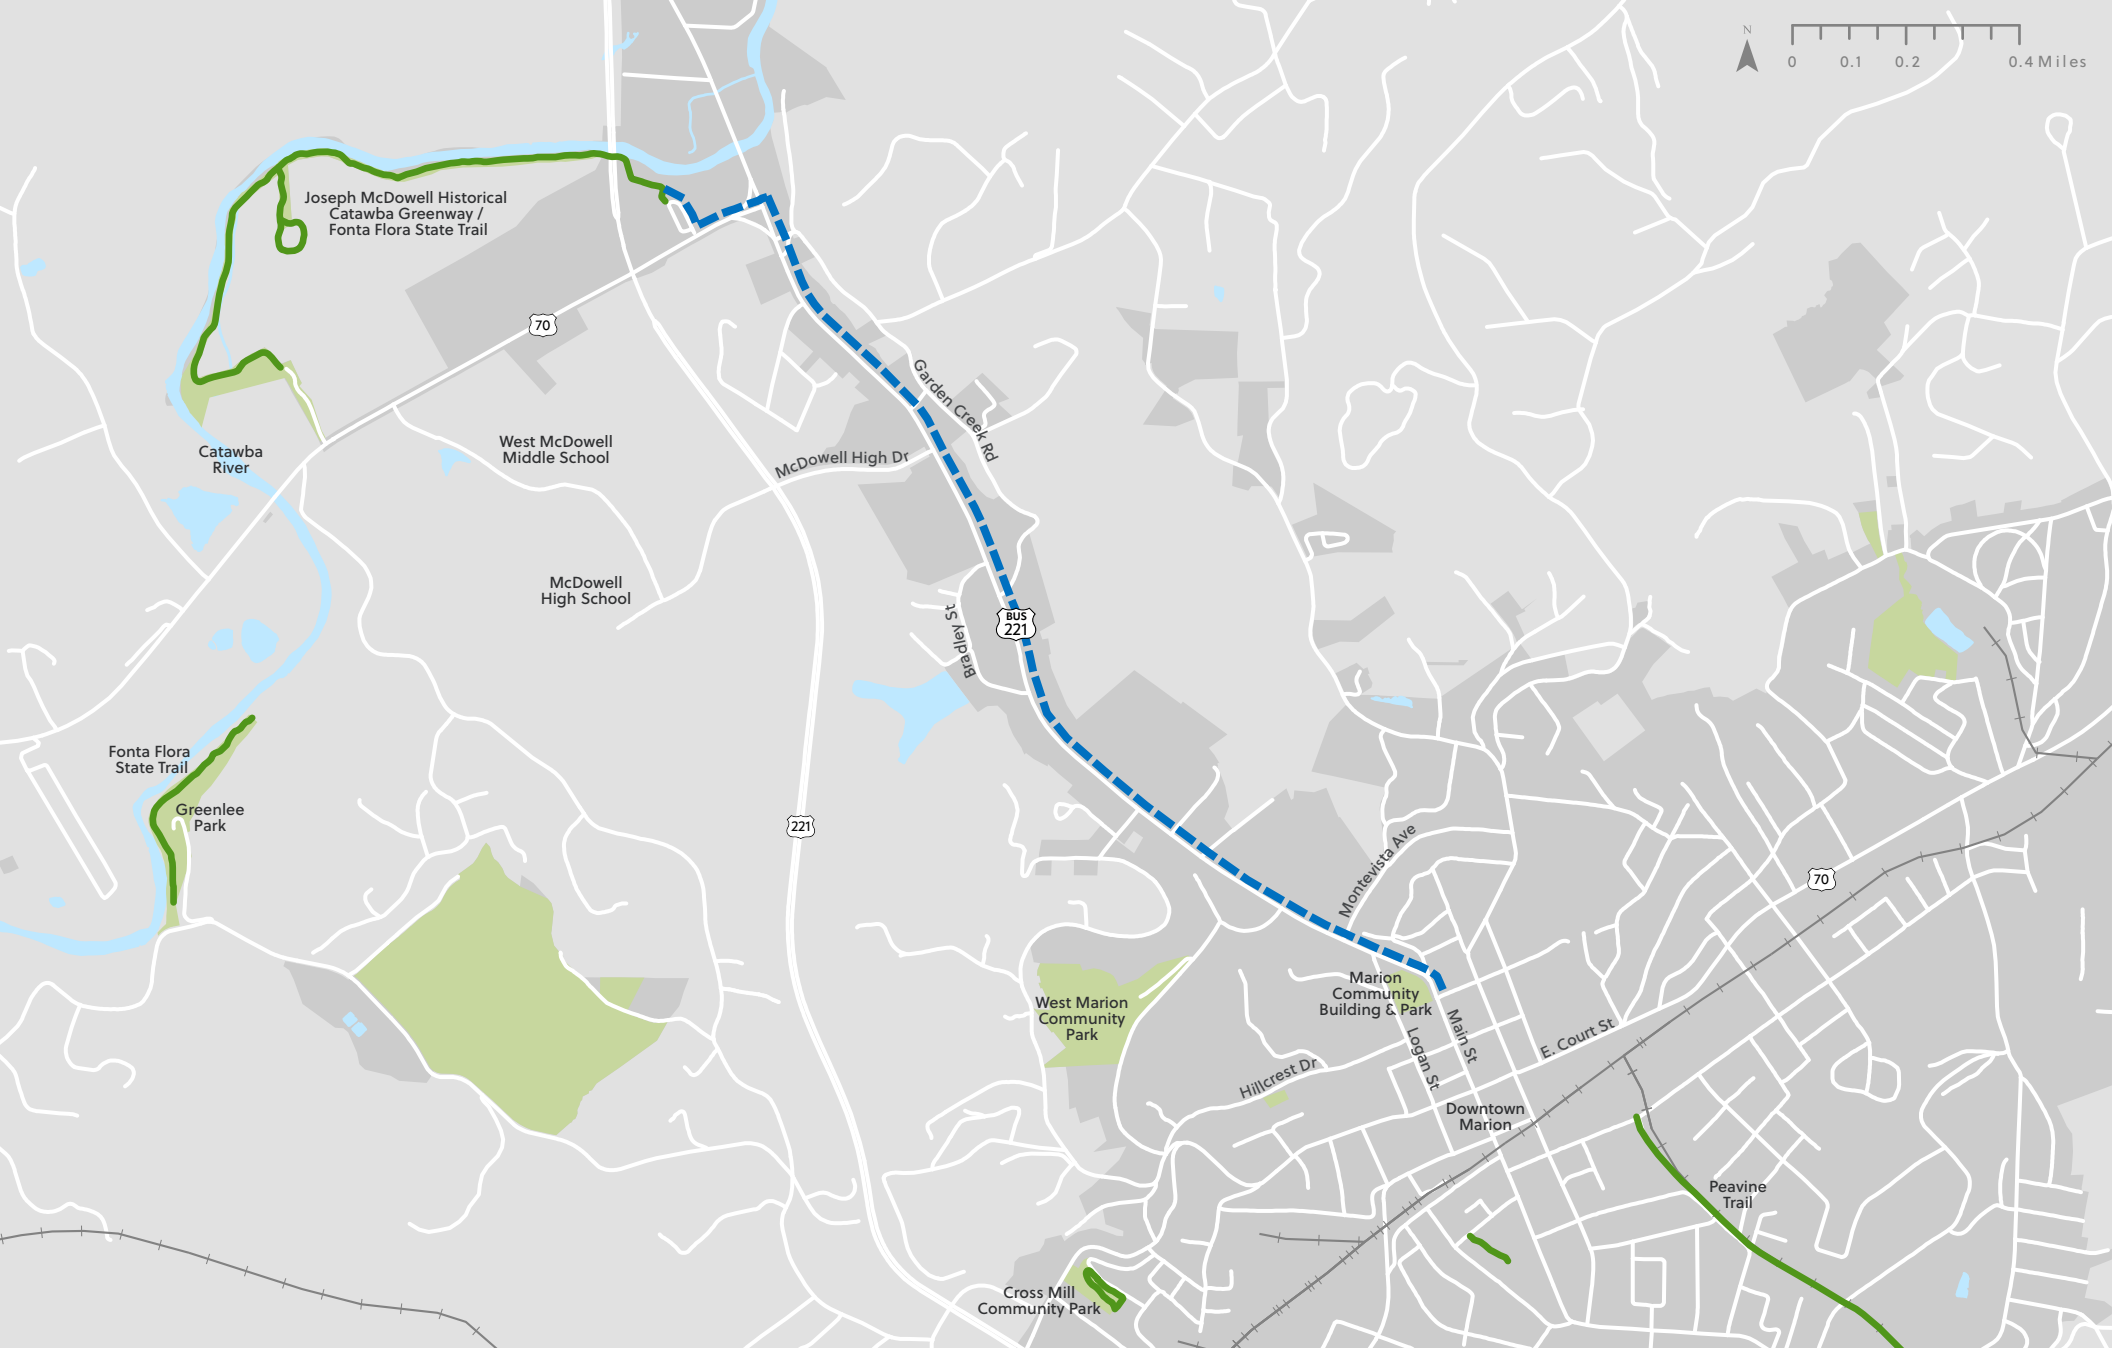 N
0 0.1 0.2 0.4 Miles
Joseph McDowell Historical
Catawba Greenway /
Fonta Flora State Trail
70
Garden Creek Rd
West McDowell
Middle School
McDowell High Dr
Catawba
River
McDowell
High School
BUS
221
Bradley St
Fonta Flora
State Trail
Greenlee
Park
221
Montevista Ave
70
Marion
Community
Building & Park
West Marion
Community
Park
Main St
Logan St
E. Court St
Hillcrest Dr
Downtown
Marion
Peavine
Trail
Cross Mill
Community Park